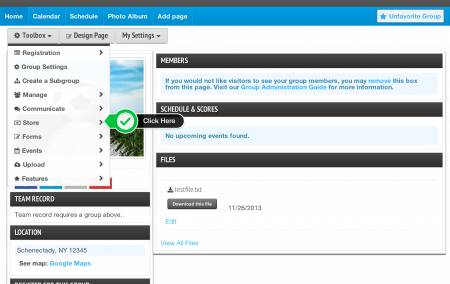 Home Calendar Schedule Photo Album Add page Unfavorite Group
Toolbox Design Page My Settings
Registration
Group Settings
Create a Subgroup
Manage
Communicate
Store
Forms
Events
Upload
Features
Click Here
TEAM RECORD
Team record requires a group above.
LOCATION
Schenectady, NY 12345
See map: Google Maps
REGISTER FOR THIS GROUP
MEMBERS
If you would not like visitors to see your group members, you may remove this box
from this page. Visit our Group Administration Guide for more information.
SCHEDULE & SCORES
No upcoming events found.
FILES
testfile.txt
Download this file 11/26/2013
Edit
View All Files